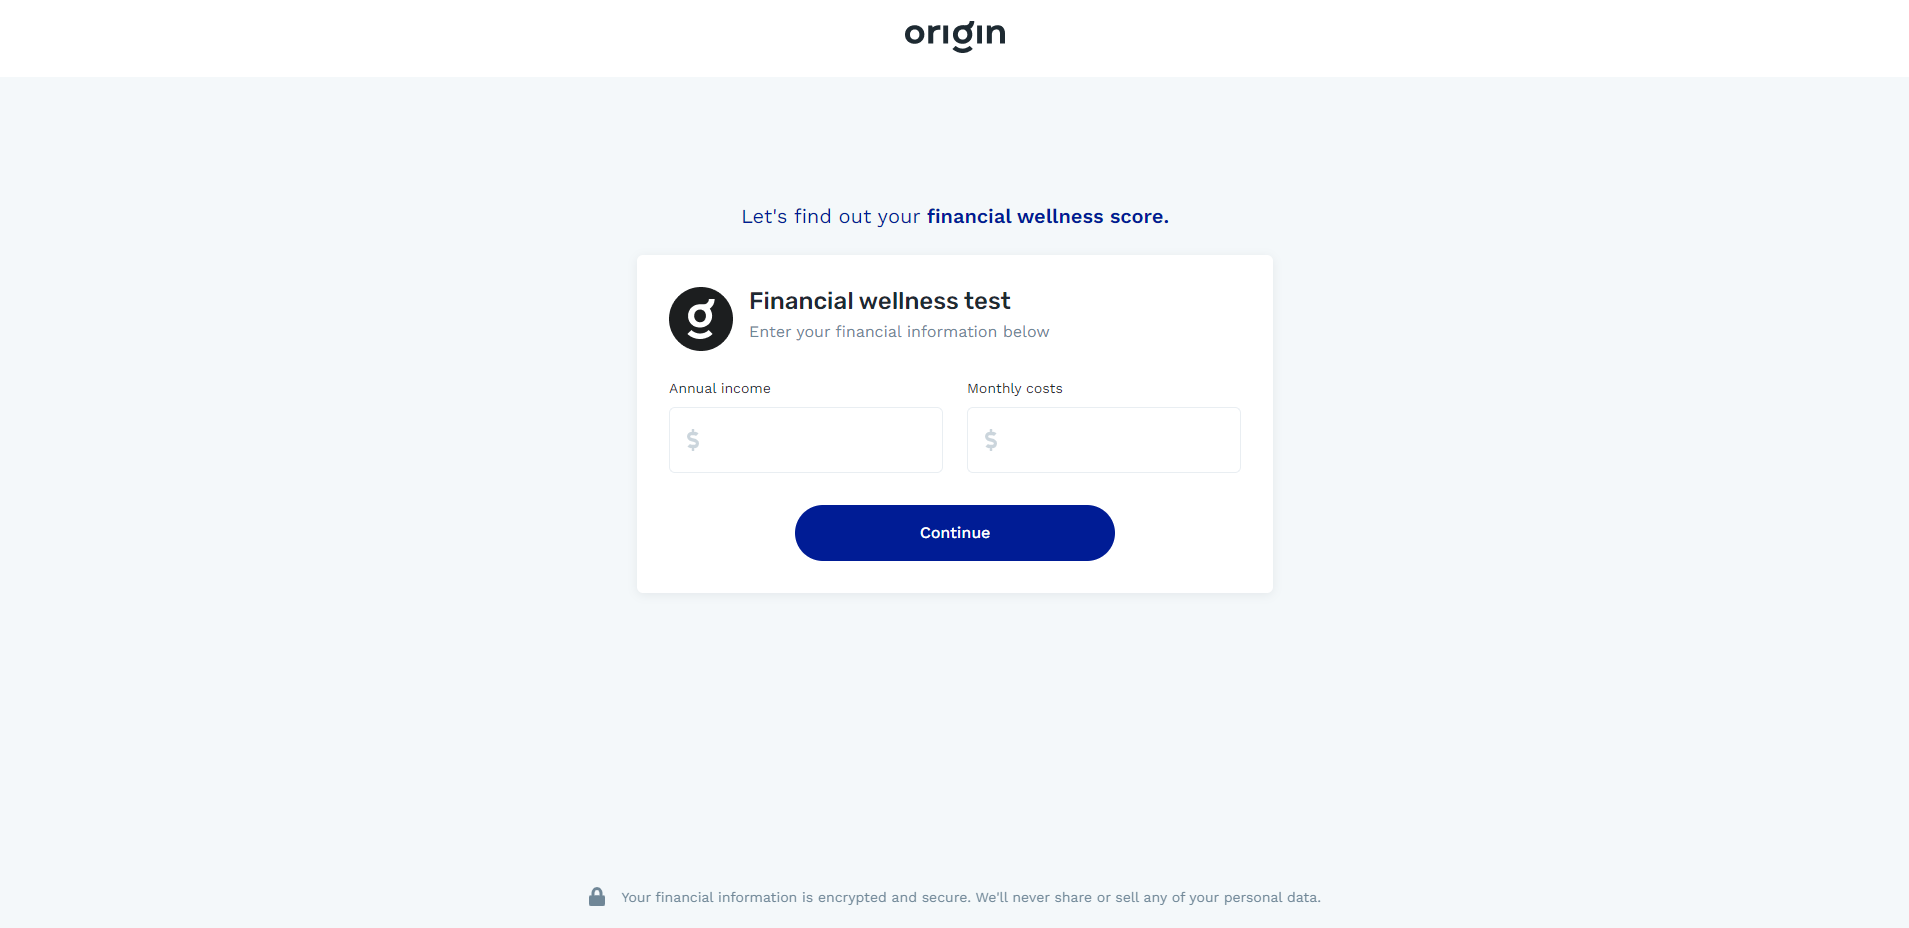 origin
Let's find out your financial wellness score.
Financial wellness test
Enter your financial information below
Annual income
Monthly costs
$
$
Continue
Your financial information is encrypted and secure. We'll never share or sell any of your personal data.